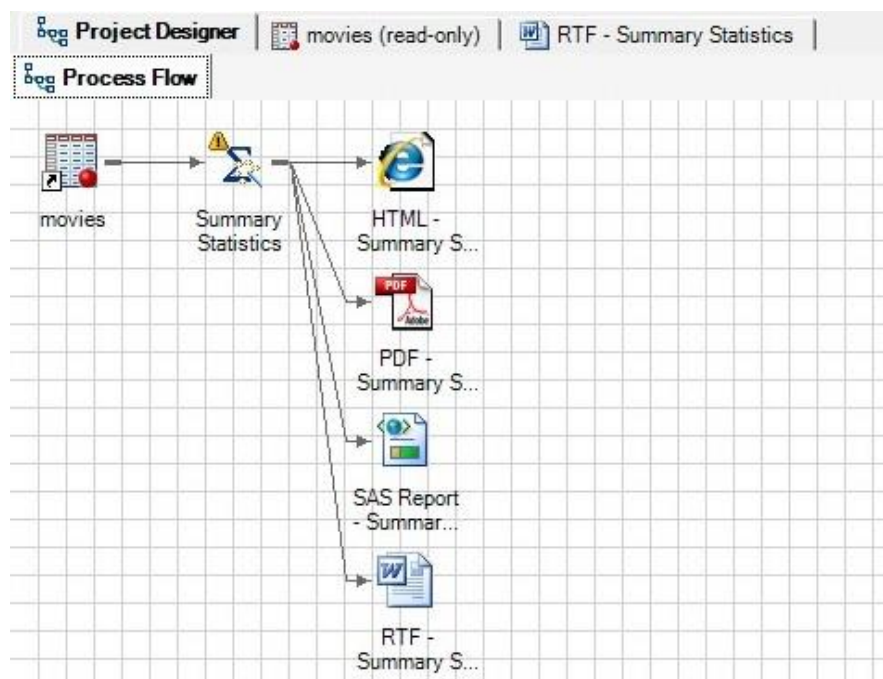 Project Designer
movies (read-only)
RTF - Summary Statistics
Process Flow
movies
Summary
Statistics
HTML -
Summary S...
PDF
Adobe
PDF -
Summary S...
SAS Report
- Summar...
W
RTF -
Summary S...